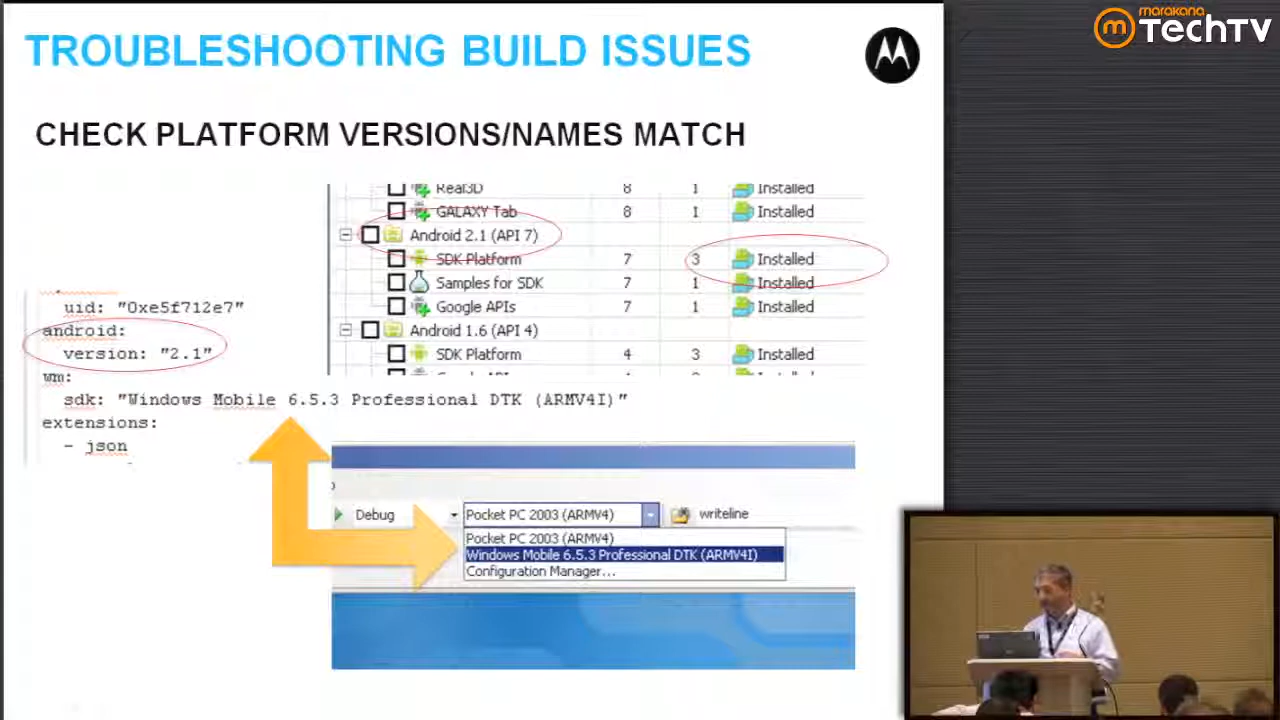 marakana
TechTV
TROUBLESHOOTING BUILD ISSUES
CHECK PLATFORM VERSIONS/NAMES MATCH
Real3D 8 1 Installed
GALAXY Tab 8 1 Installed
Android 2.1 (API 7)
SDK Platform 7 3 Installed
Samples for SDK 7 1 Installed
Google APIs 7 1 Installed
Android 1.6 (API 4)
SDK Platform 4 3 Installed
uid: "0xe5f712e7"
android:
version: "2.1"
wm:
sdk: "Windows Mobile 6.5.3 Professional DTK (ARMV4I)"
extensions:
- json
Debug Pocket PC 2003 (ARMV4) writeline
Pocket PC 2003 (ARMV4)
Windows Mobile 6.5.3 Professional DTK (ARMV4I)
Configuration Manager...